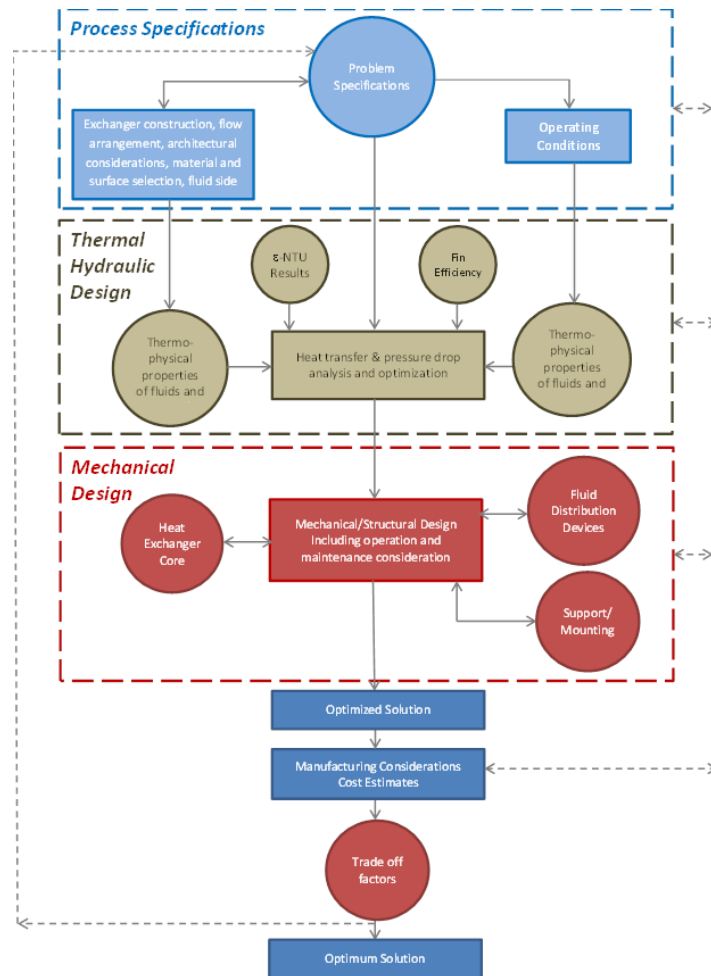 Process Specifications
Problem
Specifications
Exchanger construction, flow
arrangement, architectural
considerations, material and
surface selection, fluid side
Operating
Conditions
Thermal
Hydraulic
Design
ε-NTU
Results
Fin
Efficiency
Thermo-
physical
properties
of fluids and
Heat transfer & pressure drop
analysis and optimization
Thermo-
physical
properties
of fluids and
Mechanical
Design
Heat
Exchanger
Core
Mechanical/Structural Design
Including operation and
maintenance consideration
Fluid
Distribution
Devices
Support/
Mounting
Optimized Solution
Manufacturing Considerations
Cost Estimates
Trade off
factors
Optimum Solution